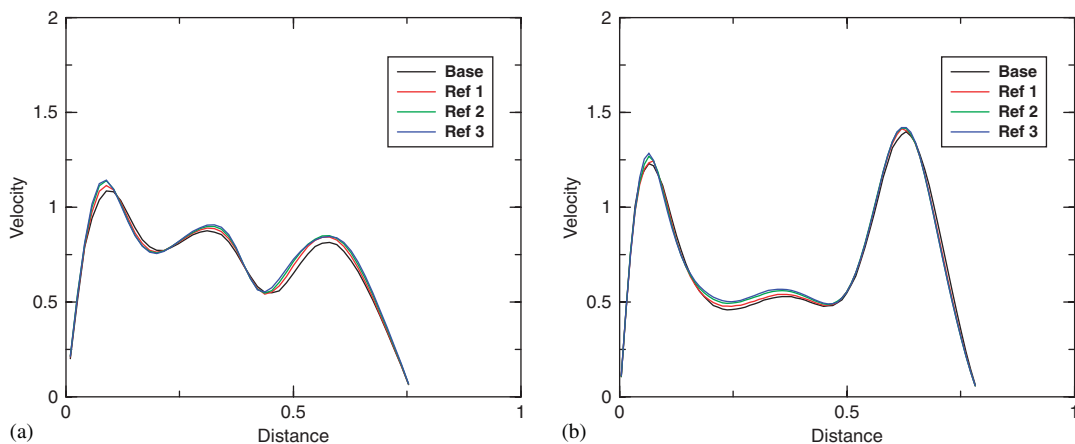 2
1.5
1
0.5
0
Velocity
Base
Ref 1
Ref 2
Ref 3
0
0.5
1
Distance
(a)
2
1.5
1
0.5
0
Velocity
Base
Ref 1
Ref 2
Ref 3
0
0.5
1
Distance
(b)